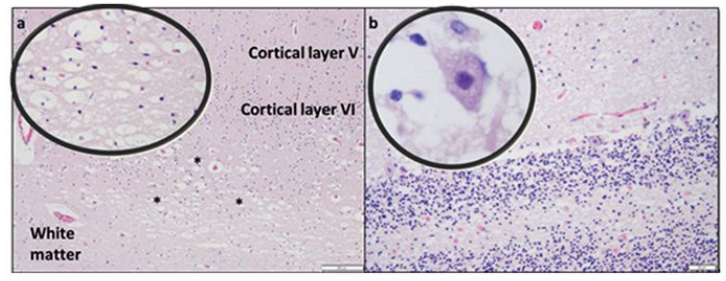 a
Cortical layer V
Cortical layer VI
*
*
*
White
matter
b